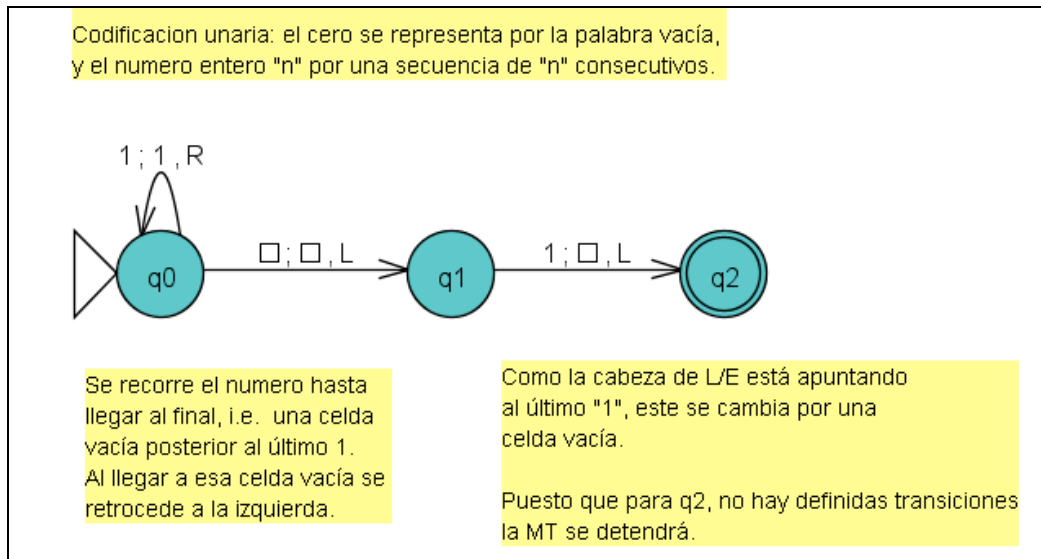 Codificacion unaria: el cero se representa por la palabra vacía,
y el numero entero "n" por una secuencia de "n" consecutivos.
1 ; 1 , R
q0
□ ; □ , L
q1
1 ; □ , L
q2
Se recorre el numero hasta
llegar al final, i.e. una celda
vacía posterior al último 1.
Al llegar a esa celda vacía se
retrocede a la izquierda.
Como la cabeza de L/E está apuntando
al último "1", este se cambia por una
celda vacía.
Puesto que para q2, no hay definidas transiciones
la MT se detendrá.